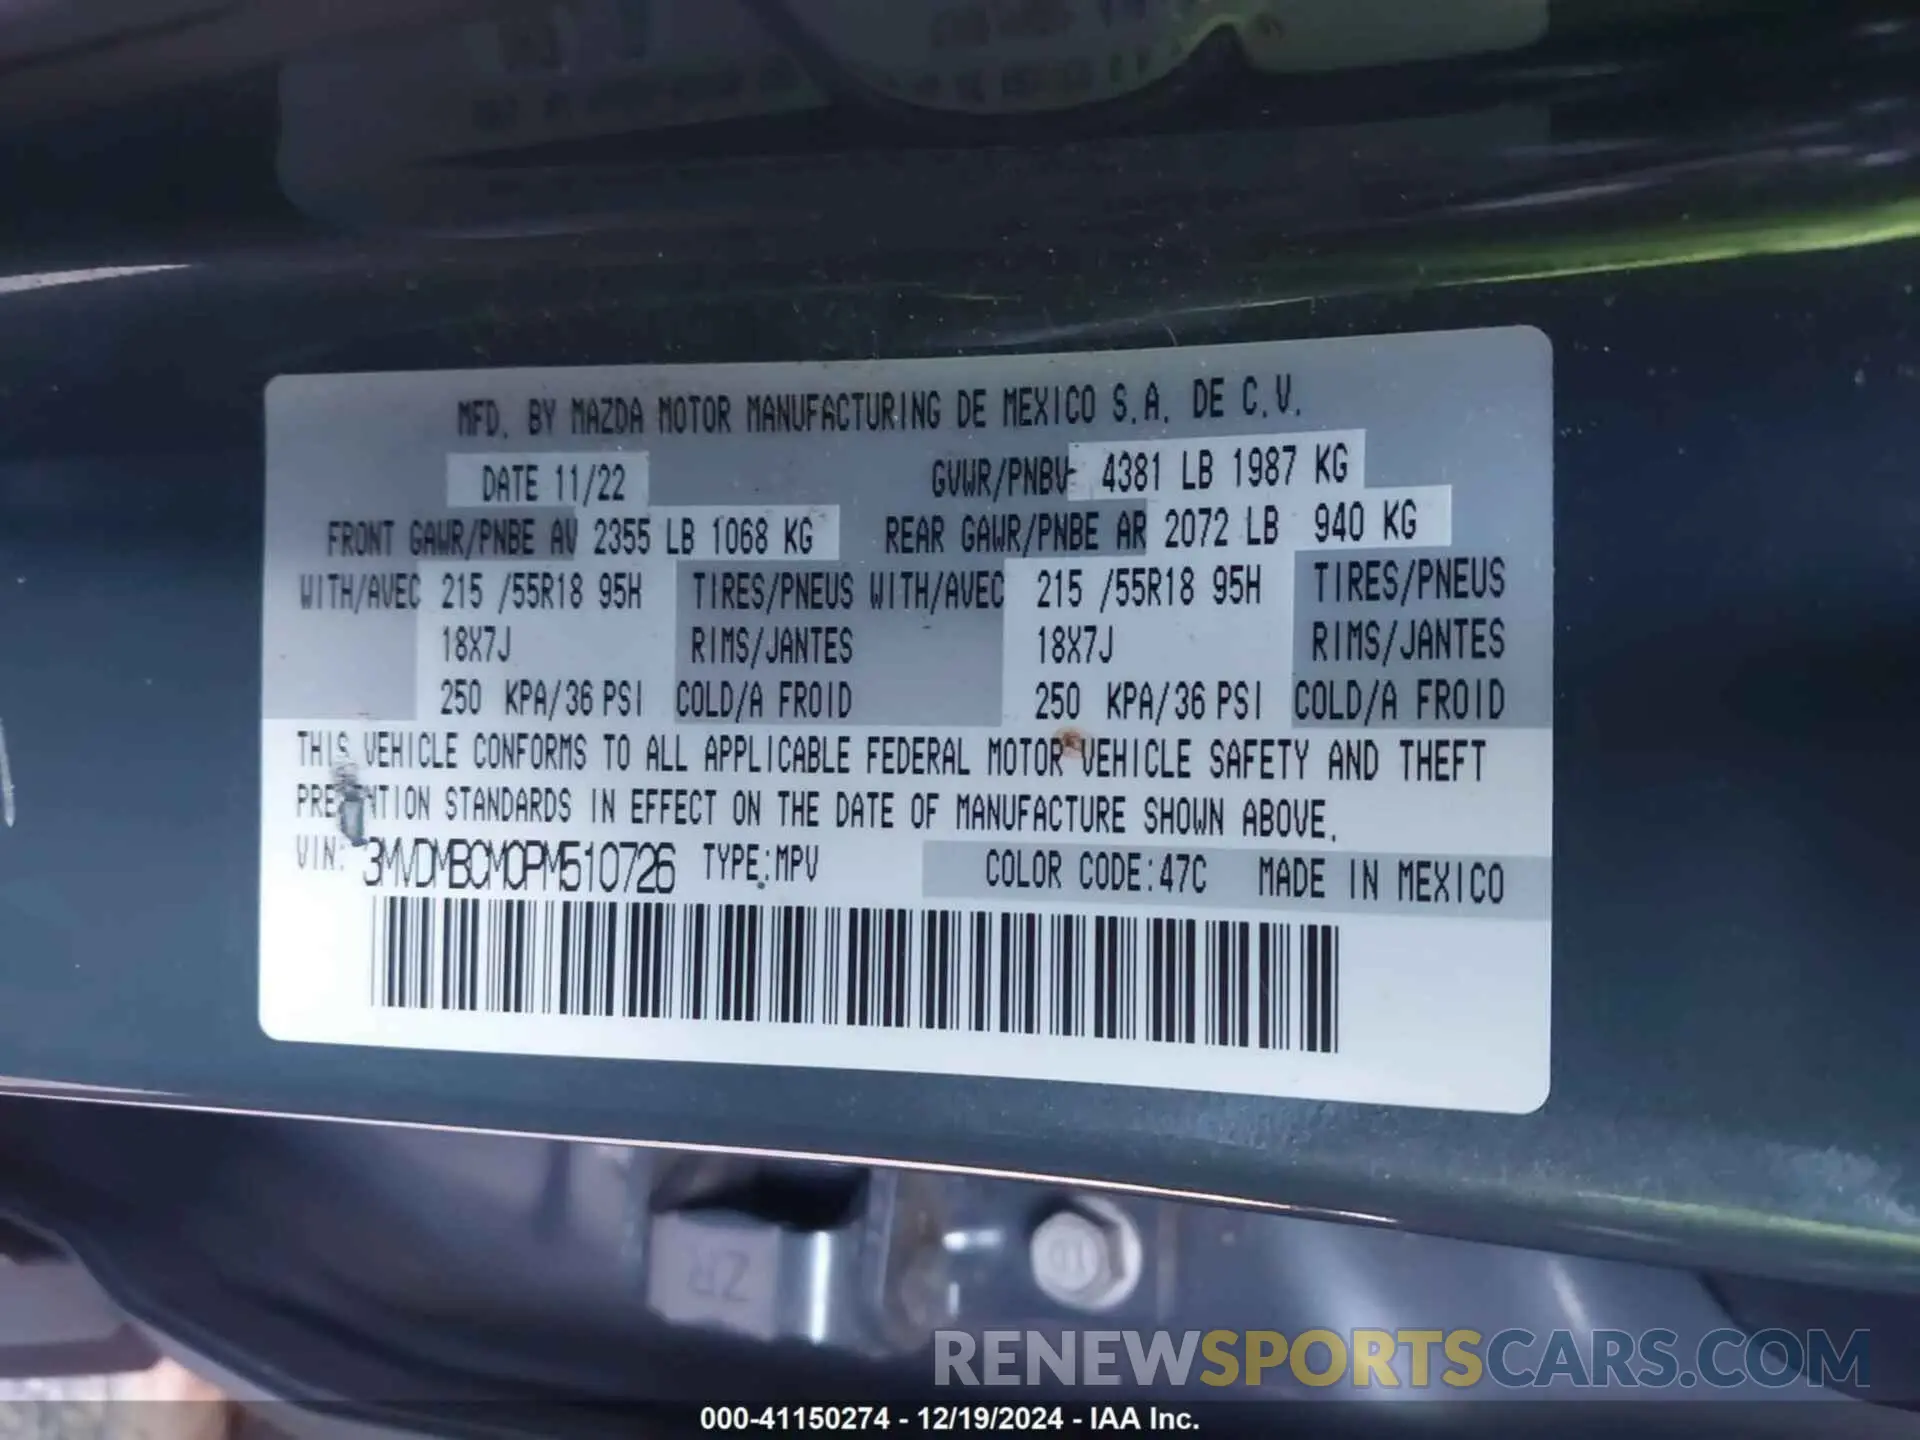 MFD. BY MAZDA MOTOR MANUFACTURING DE MEXICO S.A. DE C.V.
DATE 11/22 GVWR/PNBV: 4381 LB 1987 KG
FRONT GAWR/PNBE AV 2355 LB 1068 KG REAR GAWR/PNBE AR 2072 LB 940 KG
WITH/AVEC 215 /55R18 95H TIRES/PNEUS WITH/AVEC 215 /55R18 95H TIRES/PNEUS
18X7J RIMS/JANTES 18X7J RIMS/JANTES
250 KPA/36 PSI COLD/A FROID 250 KPA/36 PSI COLD/A FROID
THIS VEHICLE CONFORMS TO ALL APPLICABLE FEDERAL MOTOR VEHICLE SAFETY AND THEFT
PREVENTION STANDARDS IN EFFECT ON THE DATE OF MANUFACTURE SHOWN ABOVE.
VIN: 3MVDMBCM0PM510726 TYPE:MPV COLOR CODE:47C MADE IN MEXICO
RENEWSPORTSCARS.COM
000-41150274 - 12/19/2024 - IAA Inc.